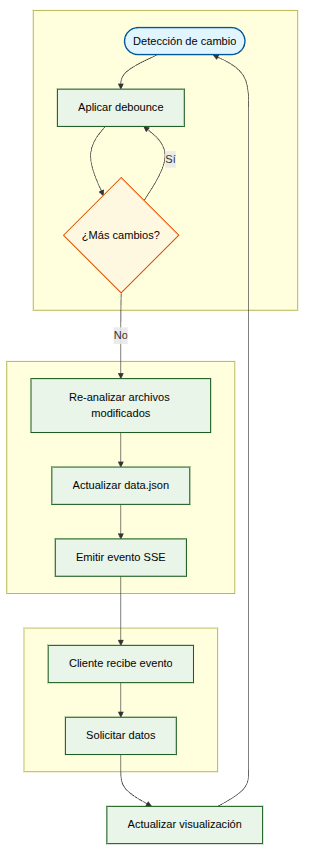 Detección de cambio
Aplicar debounce
Sí
¿Más cambios?
No
Re-analizar archivos
modificados
Actualizar data.json
Emitir evento SSE
Cliente recibe evento
Solicitar datos
Actualizar visualización